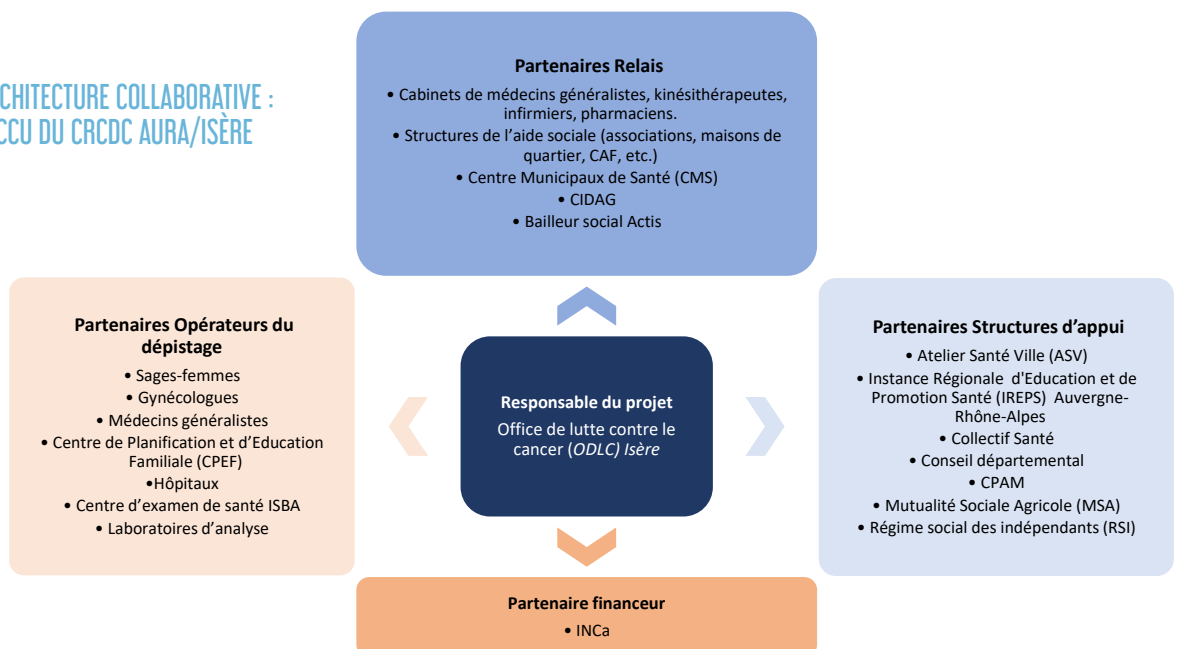 CHITECTURE COLLABORATIVE :
CCU DU CRCDC AURA/ISÈRE
Partenaires Relais
• Cabinets de médecins généralistes, kinésithérapeutes,
infirmiers, pharmaciens.
• Structures de l'aide sociale (associations, maisons de
quartier, CAF, etc.)
• Centre Municipaux de Santé (CMS)
• CIDAG
• Bailleur social Actis
Partenaires Opérateurs du
dépistage
• Sages-femmes
• Gynécologues
• Médecins généralistes
• Centre de Planification et d'Education
Familiale (CPEF)
•Hôpitaux
• Centre d'examen de santé ISBA
• Laboratoires d'analyse
Responsable du projet
Office de lutte contre le
cancer (ODLC) Isère
Partenaires Structures d'appui
• Atelier Santé Ville (ASV)
• Instance Régionale d'Education et de
Promotion Santé (IREPS) Auvergne-
Rhône-Alpes
• Collectif Santé
• Conseil départemental
• CPAM
• Mutualité Sociale Agricole (MSA)
• Régime social des indépendants (RSI)
Partenaire financeur
• INCa